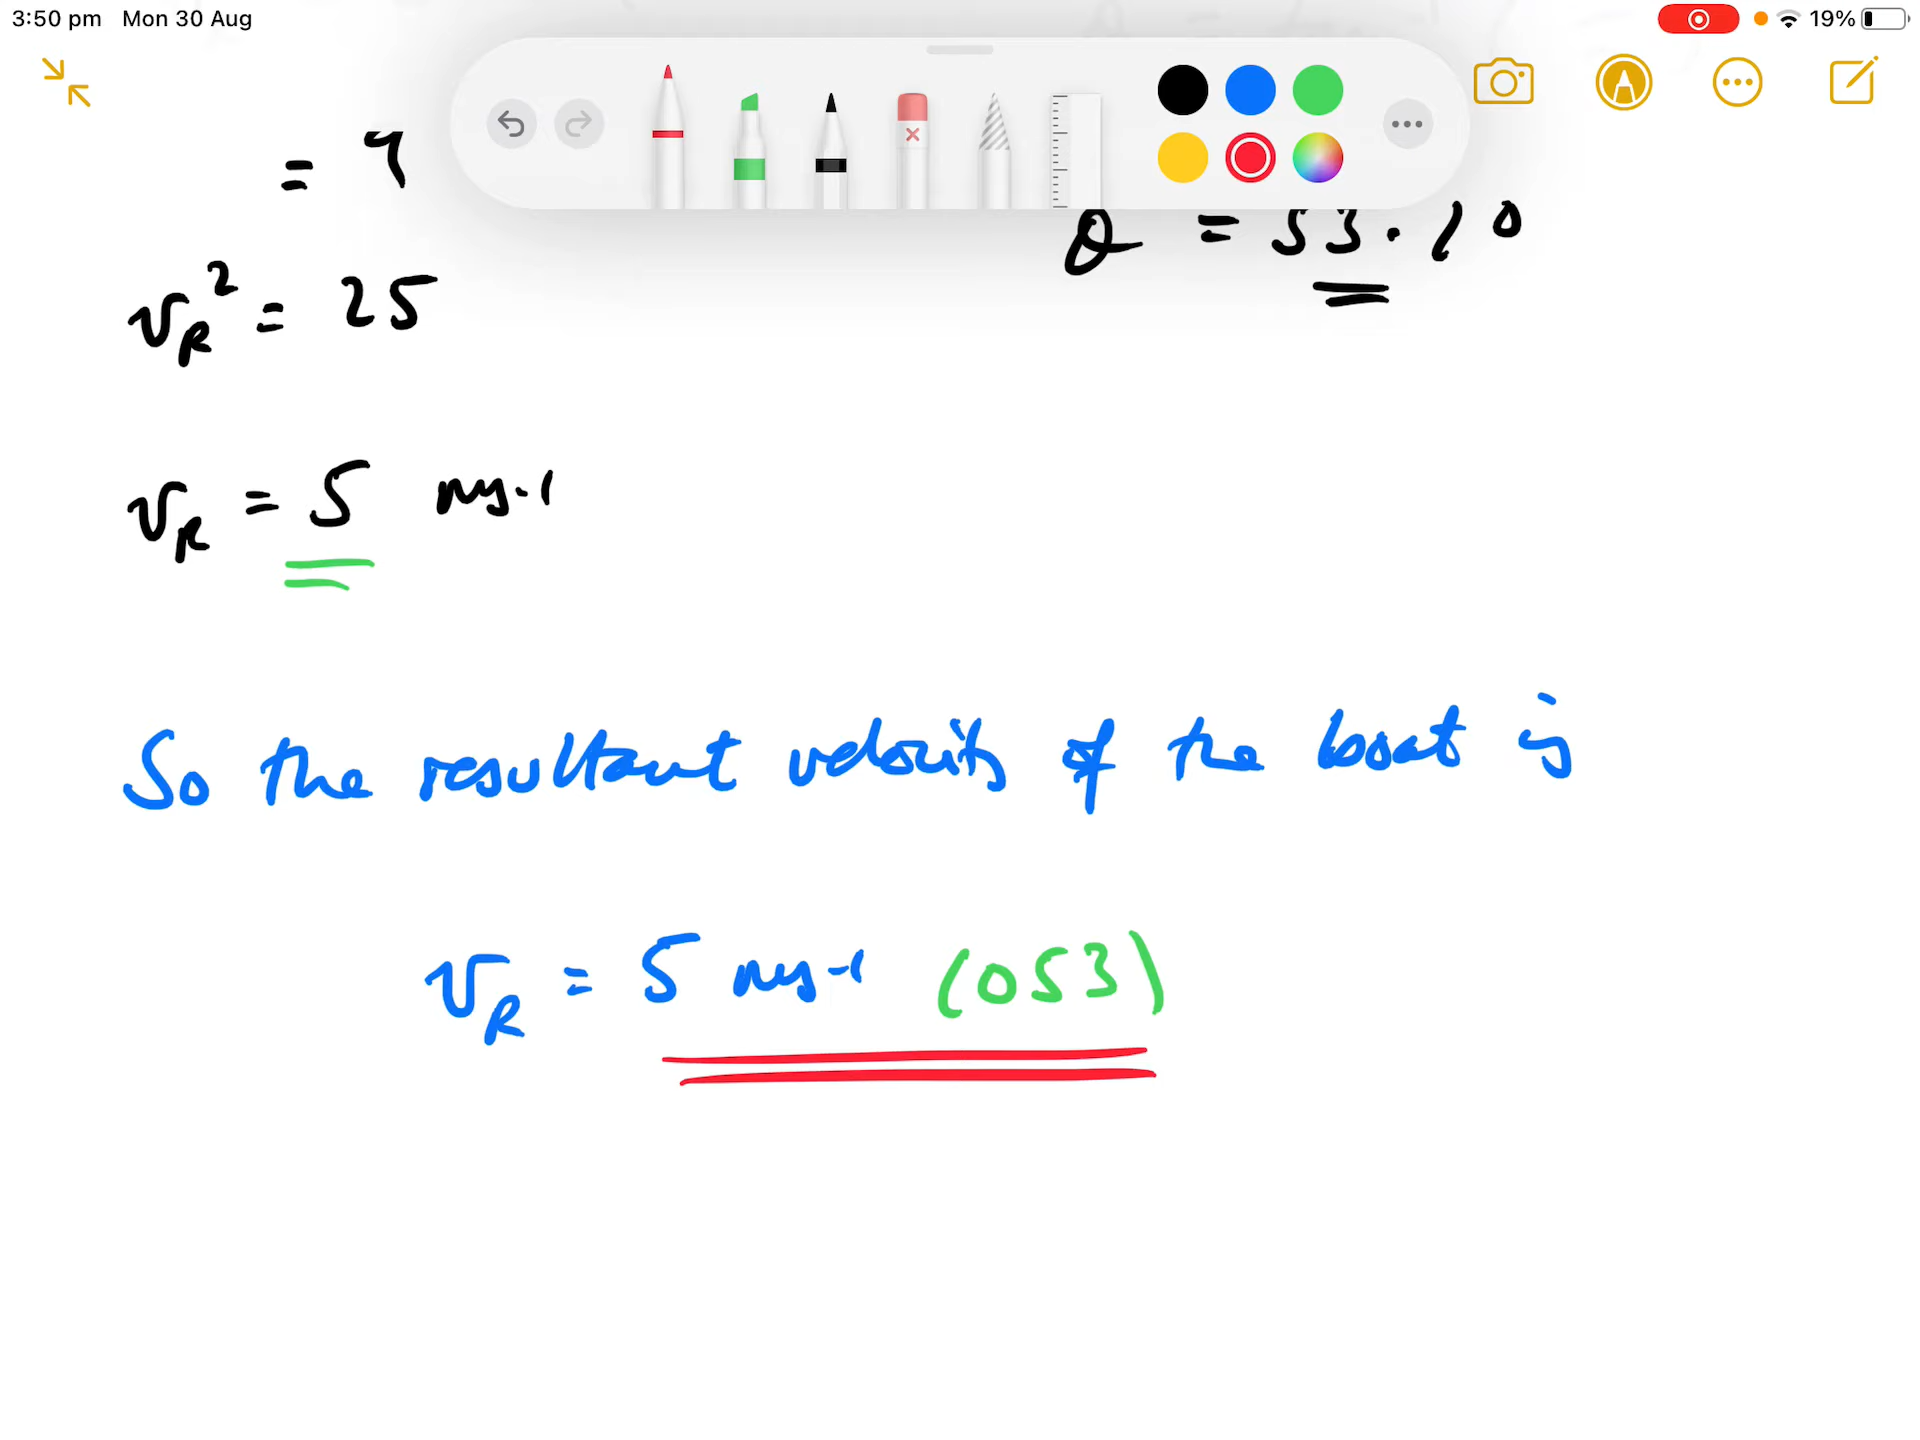 3:50 pm Mon 30 Aug
19%
=
θ = 53.1°
v_R² = 25
v_R = 5 ms-1
So the resultant velocity of the boat is
v_R = 5 ms-1 (053)